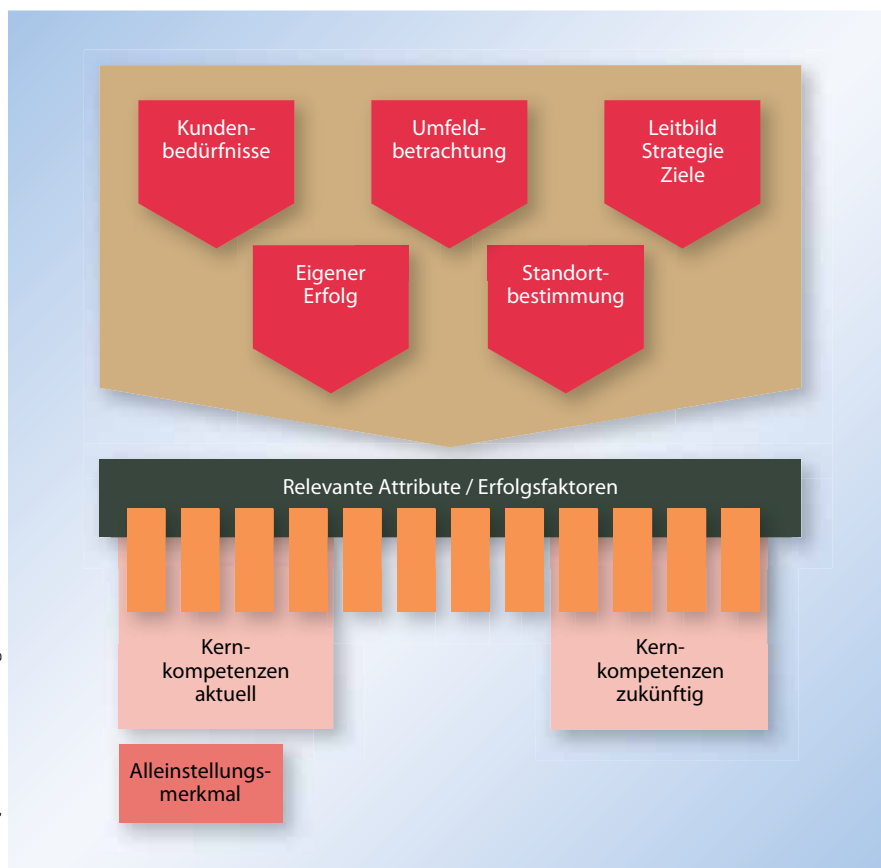 Kunden-
bedürfnisse
Umfeld-
betrachtung
Leitbild
Strategie
Ziele
Eigener
Erfolg
Standort-
bestimmung
Relevante Attribute / Erfolgsfaktoren
Kern-
kompetenzen
aktuell
Kern-
kompetenzen
zukünftig
Alleinstellungs-
merkmal